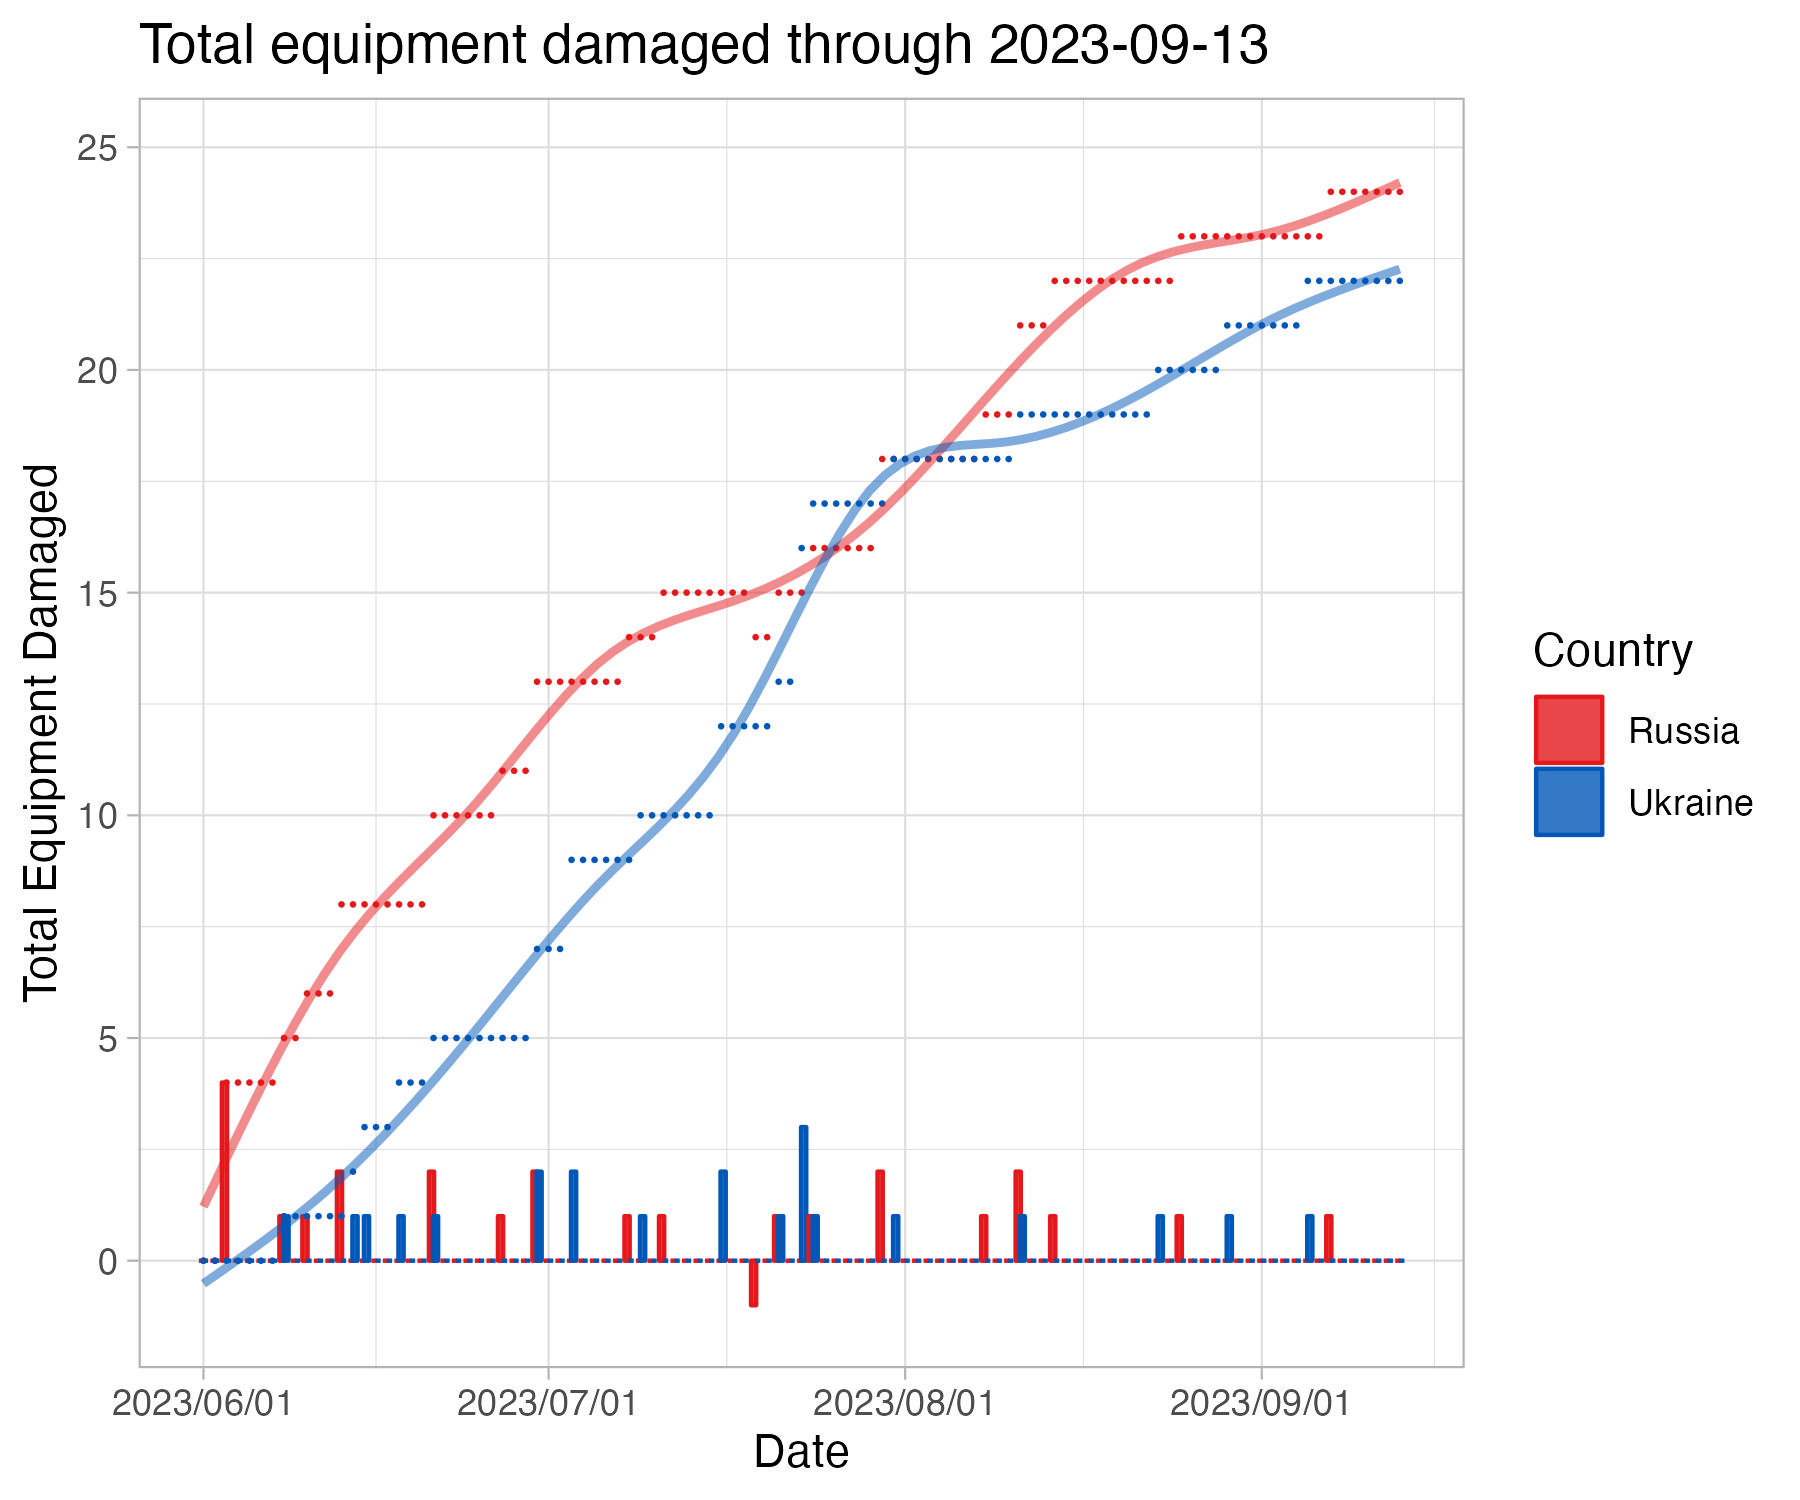 Total equipment damaged through 2023-09-13
Total Equipment Damaged
25
20
15
10
5
0
2023/06/01
2023/07/01
2023/08/01
2023/09/01
Date
Country
Russia
Ukraine